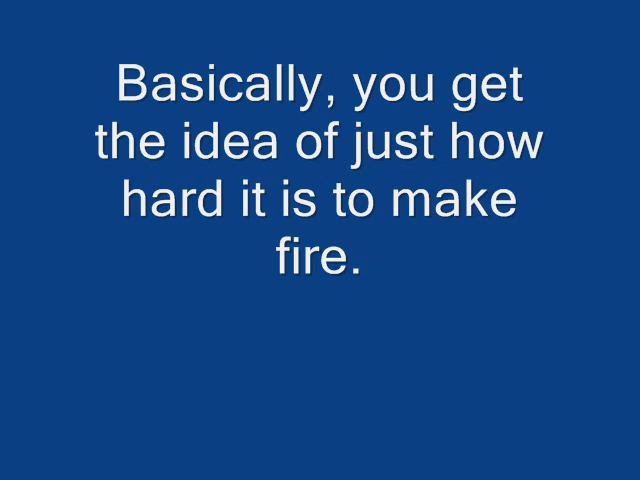 Basically, you get
the idea of just how
hard it is to make
fire.